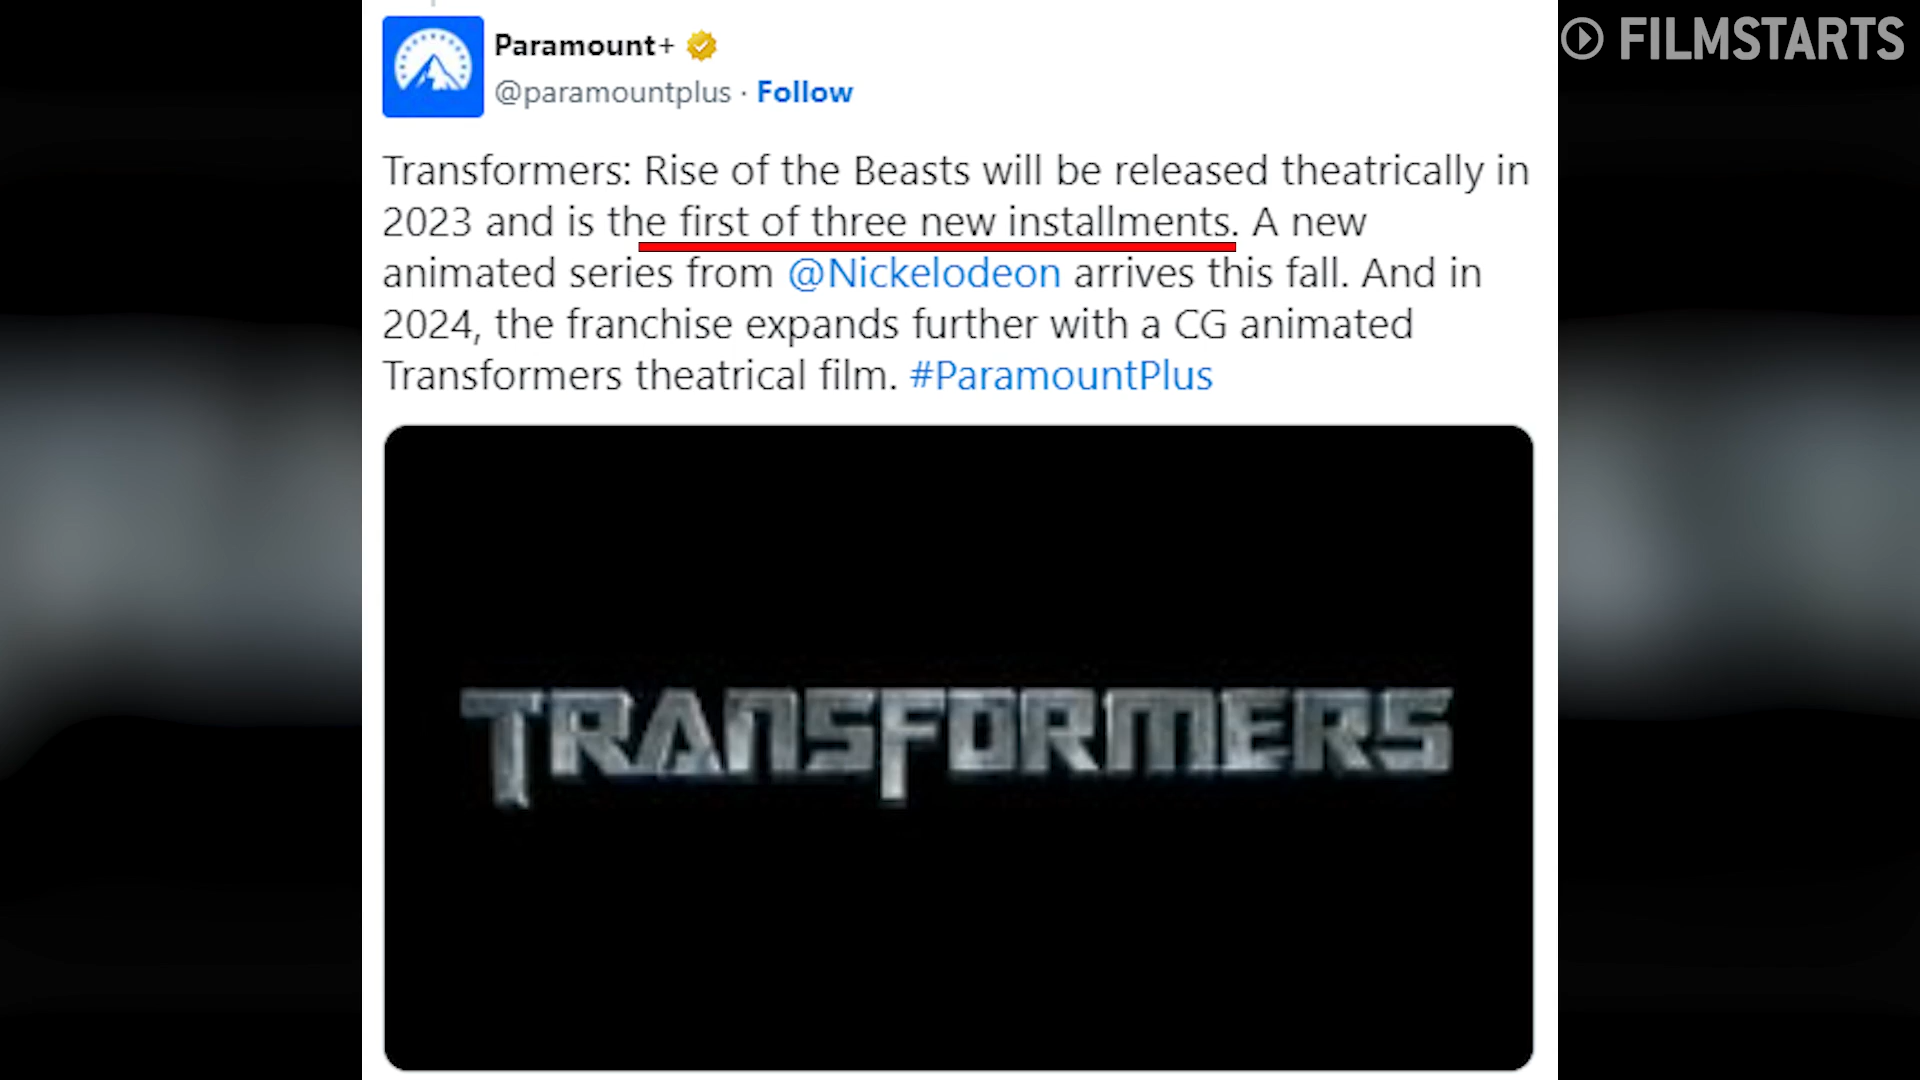 FILMSTARTS
Paramount+
@paramountplus · Follow
Transformers: Rise of the Beasts will be released theatrically in
2023 and is the first of three new installments. A new
animated series from @Nickelodeon arrives this fall. And in
2024, the franchise expands further with a CG animated
Transformers theatrical film. #ParamountPlus
TRANSFORMERS